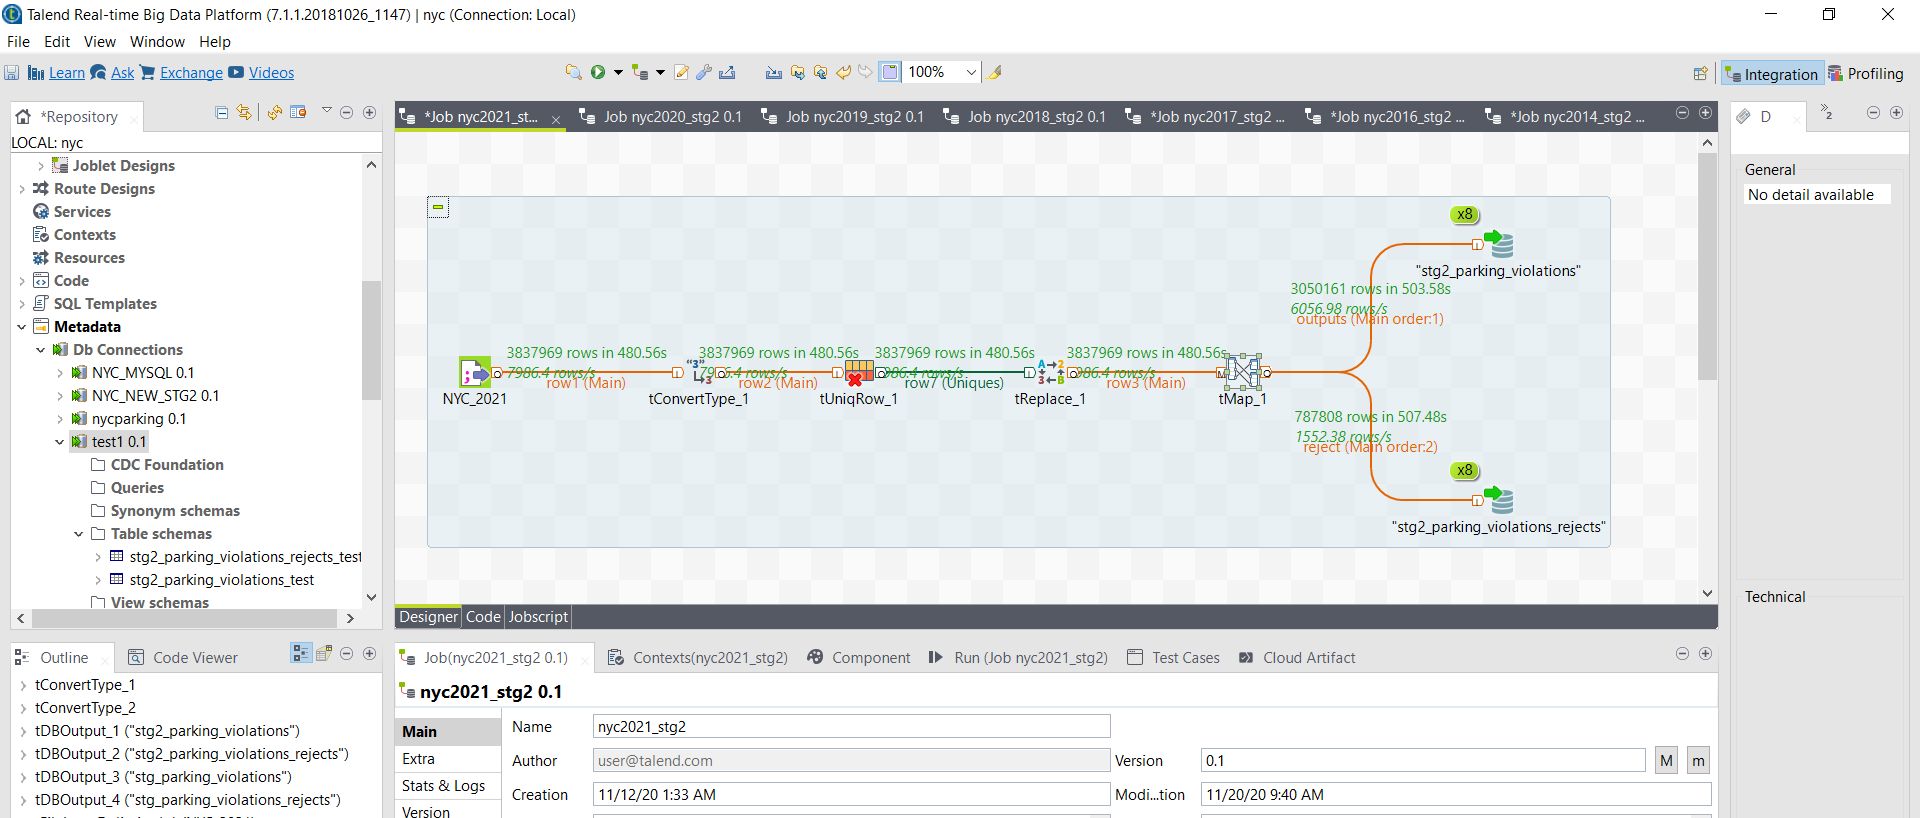 Talend Real-time Big Data Platform (7.1.1.20181026_1147) | nyc (Connection: Local)
File Edit View Window Help
Learn Ask Exchange Videos
100%
Integration Profiling
*Repository
LOCAL: nyc
Joblet Designs
Route Designs
Services
Contexts
Resources
Code
SQL Templates
Metadata
Db Connections
NYC_MYSQL 0.1
NYC_NEW_STG2 0.1
nycparking 0.1
test1 0.1
CDC Foundation
Queries
Synonym schemas
Table schemas
stg2_parking_violations_rejects_test
stg2_parking_violations_test
View schemas
*Job nyc2021_st... Job nyc2020_stg2 0.1 Job nyc2019_stg2 0.1 Job nyc2018_stg2 0.1 *Job nyc2017_stg2 ... *Job nyc2016_stg2 ... *Job nyc2014_stg2 ...
x8
"stg2_parking_violations"
3050161 rows in 503.58s
6056.98 rows/s
outputs (Main order:1)
3837969 rows in 480.56s 3837969 rows in 480.56s 3837969 rows in 480.56s 3837969 rows in 480.56s
7986.4 rows/s
row1 (Main) row2 (Main) row7 (Uniques) row3 (Main)
NYC_2021 tConvertType_1 tUniqRow_1 tReplace_1 tMap_1
787808 rows in 507.48s
1552.38 rows/s
reject (Main order:2)
x8
"stg2_parking_violations_rejects"
Designer Code Jobscript
D
2
General
No detail available
Technical
Outline Code Viewer
tConvertType_1
tConvertType_2
tDBOutput_1 ("stg2_parking_violations")
tDBOutput_2 ("stg2_parking_violations_rejects")
tDBOutput_3 ("stg_parking_violations")
tDBOutput_4 ("stg_parking_violations_rejects")
Job(nyc2021_stg2 0.1) Contexts(nyc2021_stg2) Component Run (Job nyc2021_stg2) Test Cases Cloud Artifact
nyc2021_stg2 0.1
Main
Extra
Stats & Logs
Version
Name nyc2021_stg2
Author user@talend.com Version 0.1 M m
Creation 11/12/20 1:33 AM Modi...tion 11/20/20 9:40 AM